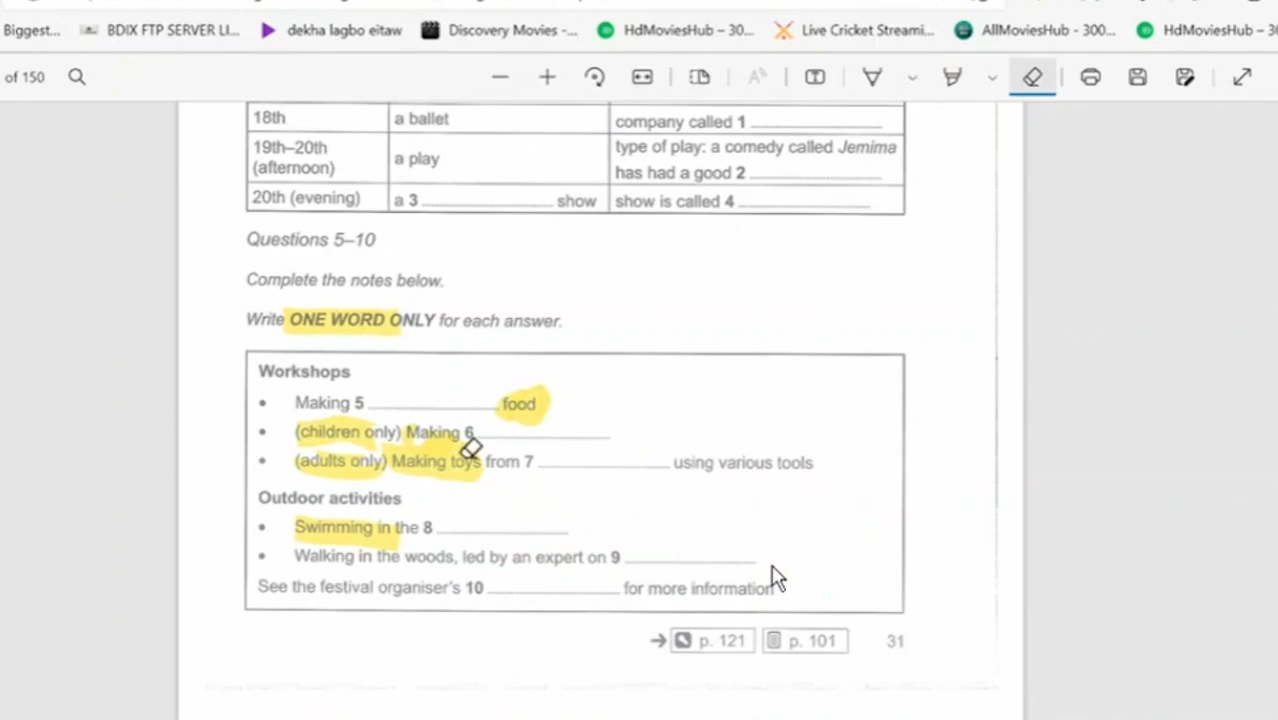 Biggest...
BDIX FTP SERVER LI...
dekha lagbo eitaw
Discovery Movies -...
HdMoviesHub – 30...
Live Cricket Streami...
AllMoviesHub - 300...
HdMoviesHub – 30
of 150
18th a ballet company called 1
19th–20th (afternoon) a play type of play: a comedy called Jemima
has had a good 2
20th (evening) a 3 show show is called 4
Questions 5–10
Complete the notes below.
Write ONE WORD ONLY for each answer.
Workshops
• Making 5 food
• (children only) Making 6
• (adults only) Making toys from 7 using various tools
Outdoor activities
• Swimming in the 8
• Walking in the woods, led by an expert on 9
See the festival organiser's 10 for more information
p. 121 p. 101 31